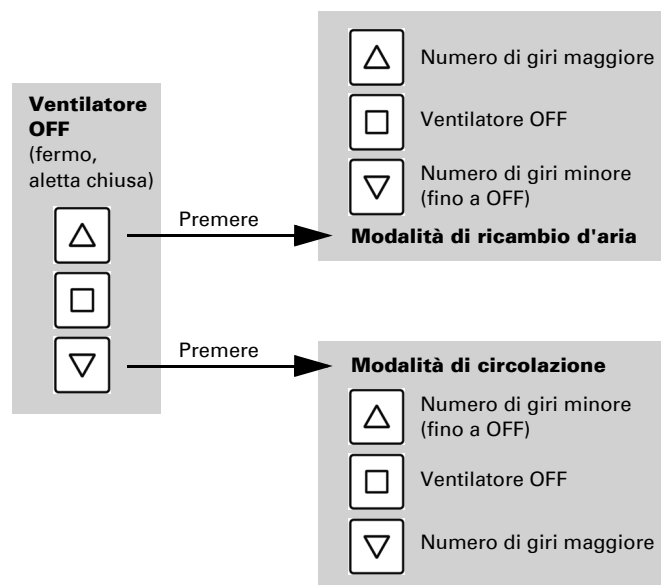 Ventilatore
OFF
(fermo,
aletta chiusa)
Premere
Numero di giri maggiore
Ventilatore OFF
Numero di giri minore
(fino a OFF)
Modalità di ricambio d'aria
Premere
Modalità di circolazione
Numero di giri minore
(fino a OFF)
Ventilatore OFF
Numero di giri maggiore